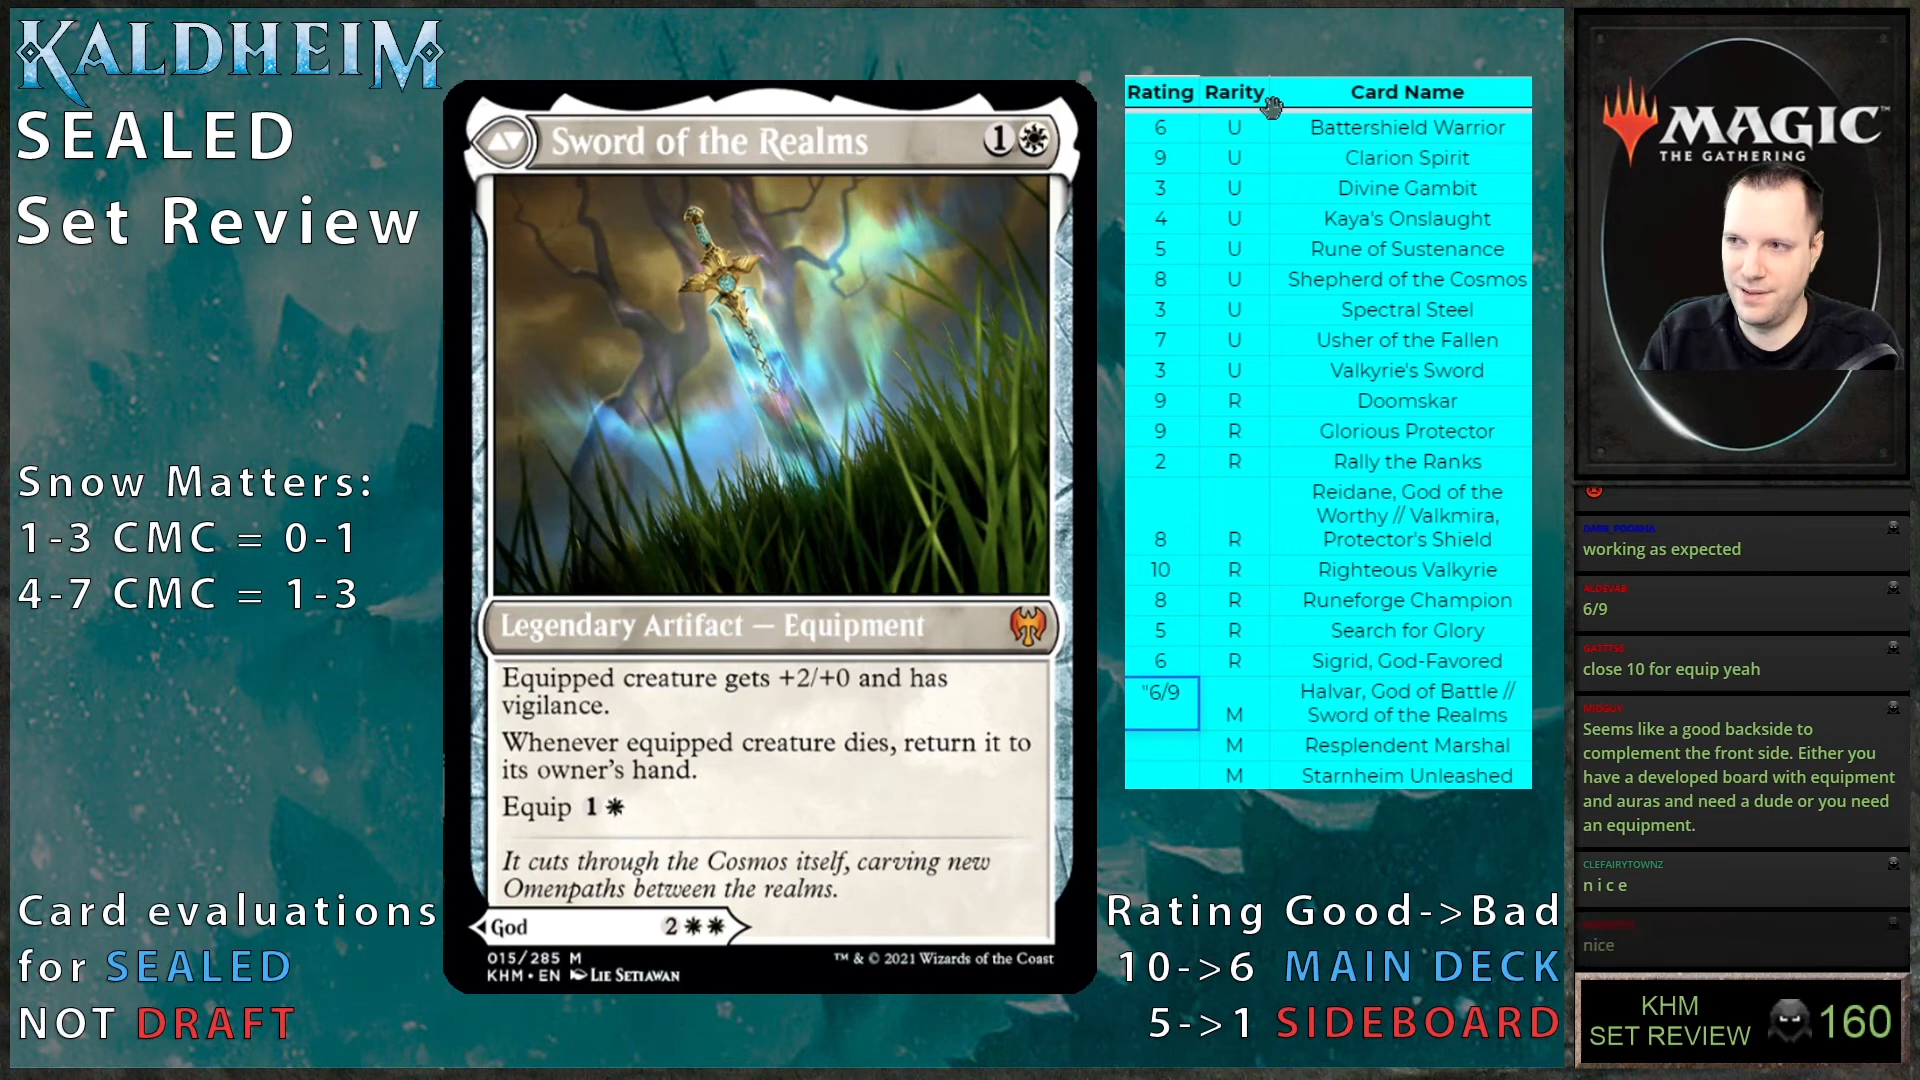 KALDHEIM
SEALED
Set Review
Snow Matters:
1-3 CMC = 0-1
4-7 CMC = 1-3
Card evaluations
for SEALED
NOT DRAFT
Sword of the Realms
1
Legendary Artifact — Equipment
Equipped creature gets +2/+0 and has
vigilance.
Whenever equipped creature dies, return it to
its owner's hand.
Equip 1
It cuts through the Cosmos itself, carving new
Omenpaths between the realms.
God 2
015/285 M
KHM • EN LIE SETIAWAN
™ & © 2021 Wizards of the Coast
Rating Rarity Card Name
6 U Battershield Warrior
9 U Clarion Spirit
3 U Divine Gambit
4 U Kaya's Onslaught
5 U Rune of Sustenance
8 U Shepherd of the Cosmos
3 U Spectral Steel
7 U Usher of the Fallen
3 U Valkyrie's Sword
9 R Doomskar
9 R Glorious Protector
2 R Rally the Ranks
Reidane, God of the
Worthy // Valkmira,
8 R Protector's Shield
10 R Righteous Valkyrie
8 R Runeforge Champion
5 R Search for Glory
6 R Sigrid, God-Favored
"6/9 Halvar, God of Battle //
M Sword of the Realms
M Resplendent Marshal
M Starnheim Unleashed
Rating Good->Bad
10->6 MAIN DECK
5->1 SIDEBOARD
MAGIC™
THE GATHERING
working as expected
ALDEVAB
6/9
close 10 for equip yeah
MIDGUY
Seems like a good backside to
complement the front side. Either you
have a developed board with equipment
and auras and need a dude or you need
an equipment.
CLEFAIRYTOWNZ
n i c e
nice
KHM
SET REVIEW
160